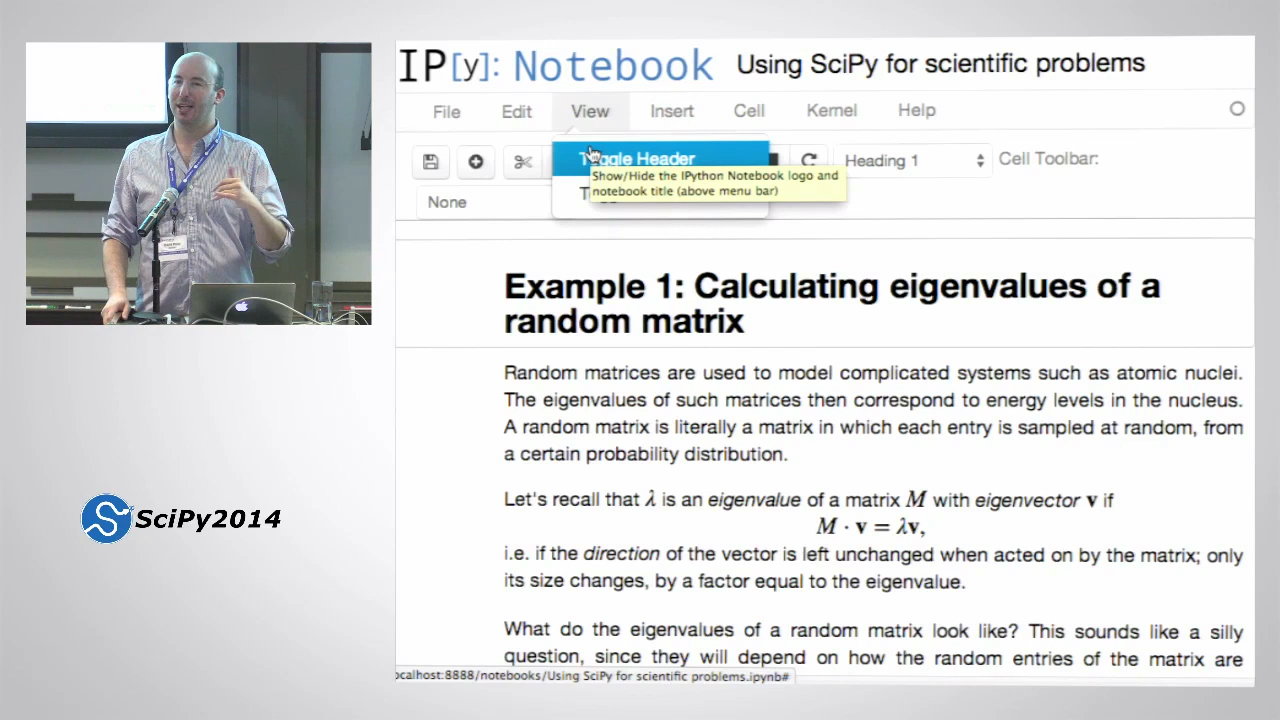 IP[y]: Notebook Using SciPy for scientific problems
File Edit View Insert Cell Kernel Help
Toggle Header
Heading 1
Cell Toolbar:
Show/Hide the IPython Notebook logo and
notebook title (above menu bar)
None
Example 1: Calculating eigenvalues of a
random matrix
Random matrices are used to model complicated systems such as atomic nuclei.
The eigenvalues of such matrices then correspond to energy levels in the nucleus.
A random matrix is literally a matrix in which each entry is sampled at random, from
a certain probability distribution.
Let's recall that λ is an eigenvalue of a matrix M with eigenvector v if
M · v = λv,
i.e. if the direction of the vector is left unchanged when acted on by the matrix; only
its size changes, by a factor equal to the eigenvalue.
What do the eigenvalues of a random matrix look like? This sounds like a silly
question, since they will depend on how the random entries of the matrix are
ocalhost:8888/notebooks/Using SciPy for scientific problems.ipynb#
SciPy2014